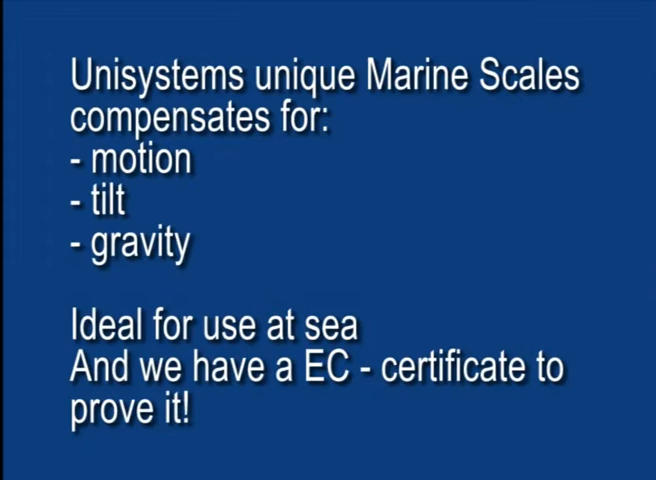 Unisystems unique Marine Scales
compensates for:
- motion
- tilt
- gravity
Ideal for use at sea
And we have a EC - certificate to
prove it!